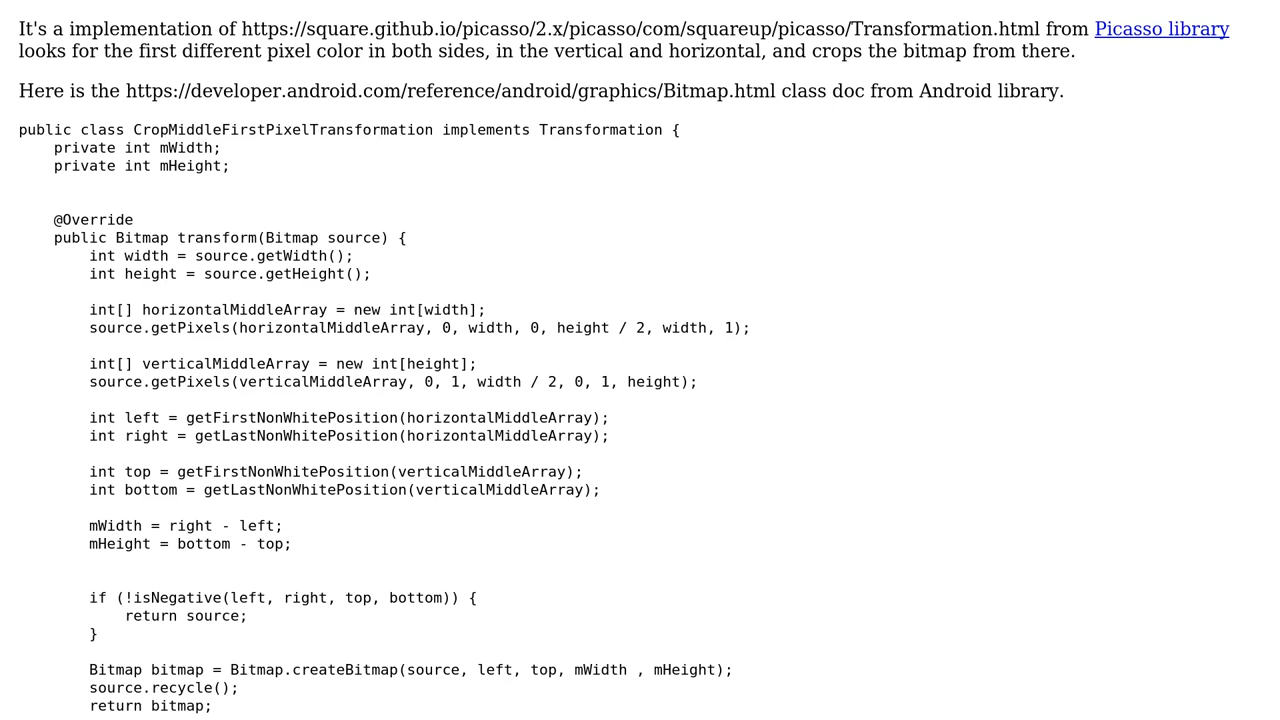 It's a implementation of https://square.github.io/picasso/2.x/picasso/com/squareup/picasso/Transformation.html from Picasso library
looks for the first different pixel color in both sides, in the vertical and horizontal, and crops the bitmap from there.
Here is the https://developer.android.com/reference/android/graphics/Bitmap.html class doc from Android library.
public class CropMiddleFirstPixelTransformation implements Transformation {
    private int mWidth;
    private int mHeight;
    @Override
    public Bitmap transform(Bitmap source) {
        int width = source.getWidth();
        int height = source.getHeight();
        int[] horizontalMiddleArray = new int[width];
        source.getPixels(horizontalMiddleArray, 0, width, 0, height / 2, width, 1);
        int[] verticalMiddleArray = new int[height];
        source.getPixels(verticalMiddleArray, 0, 1, width / 2, 0, 1, height);
        int left = getFirstNonWhitePosition(horizontalMiddleArray);
        int right = getLastNonWhitePosition(horizontalMiddleArray);
        int top = getFirstNonWhitePosition(verticalMiddleArray);
        int bottom = getLastNonWhitePosition(verticalMiddleArray);
        mWidth = right - left;
        mHeight = bottom - top;
        if (!isNegative(left, right, top, bottom)) {
            return source;
        }
        Bitmap bitmap = Bitmap.createBitmap(source, left, top, mWidth , mHeight);
        source.recycle();
        return bitmap;